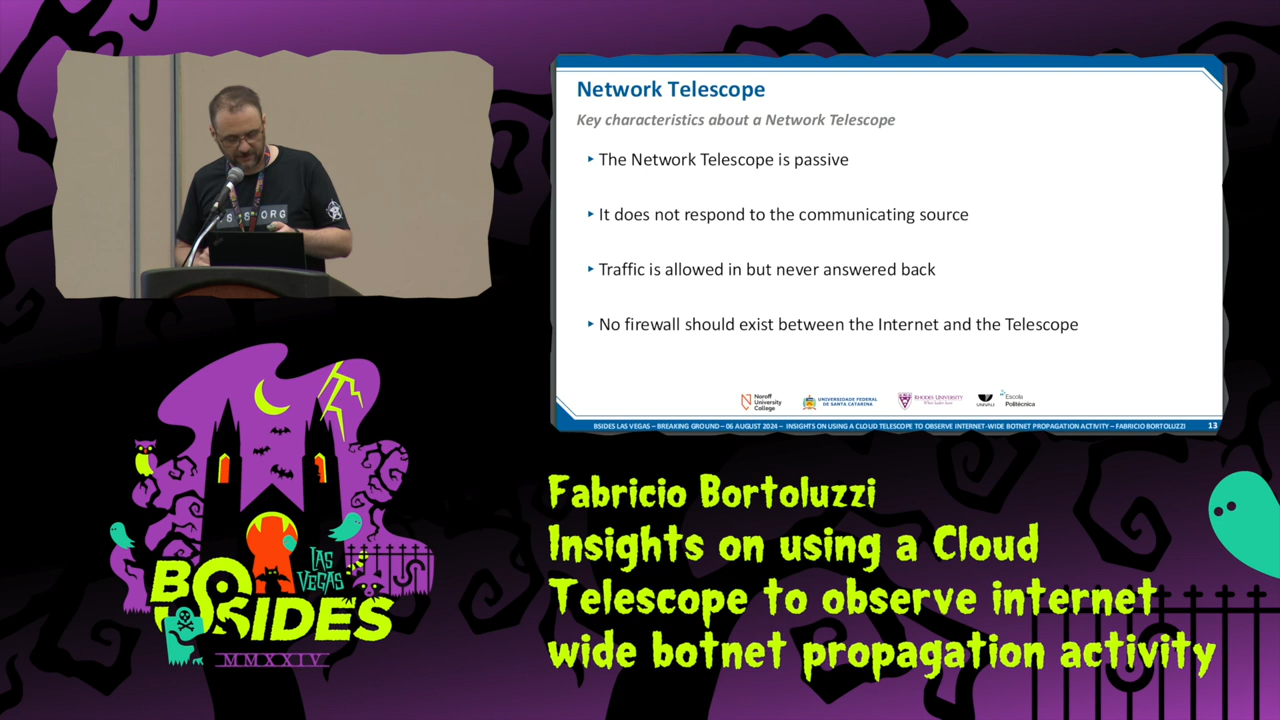 Network Telescope
Key characteristics about a Network Telescope
The Network Telescope is passive
It does not respond to the communicating source
Traffic is allowed in but never answered back
No firewall should exist between the Internet and the Telescope
Noroff
University
College
UNIVERSIDADE FEDERAL
DE SANTA CATARINA
RHODES UNIVERSITY
UNIVALI
Escola
Politécnica
BSIDES LAS VEGAS – BREAKING GROUND – 06 AUGUST 2024 – INSIGHTS ON USING A CLOUD TELESCOPE TO OBSERVE INTERNET-WIDE BOTNET PROPAGATION ACTIVITY – FABRICIO BORTOLUZZI 13
LAS
VEGAS
BSIDES
MMXXIV
Fabricio Bortoluzzi
Insights on using a Cloud
Telescope to observe internet
wide botnet propagation activity